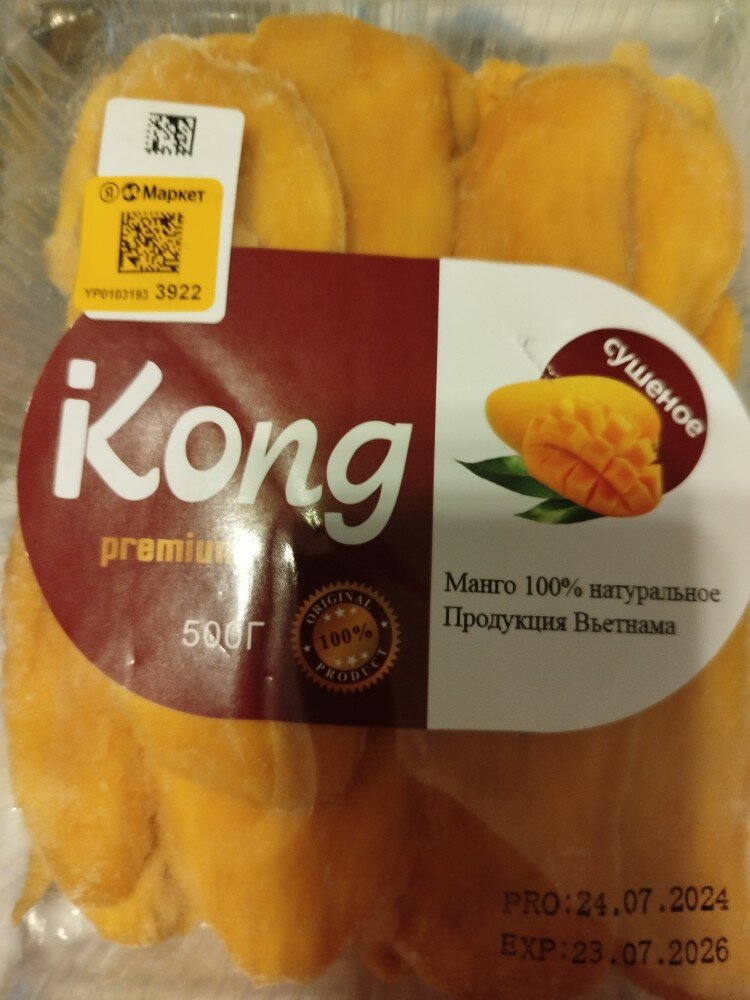 Я Маркет
YP0103193 3922
сушеное
iKong
premium
500Г
ORIGINAL
100%
PRODUCT
Манго 100% натуральное
Продукция Вьетнама
PRO:24.07.2024
EXP:23.07.2026